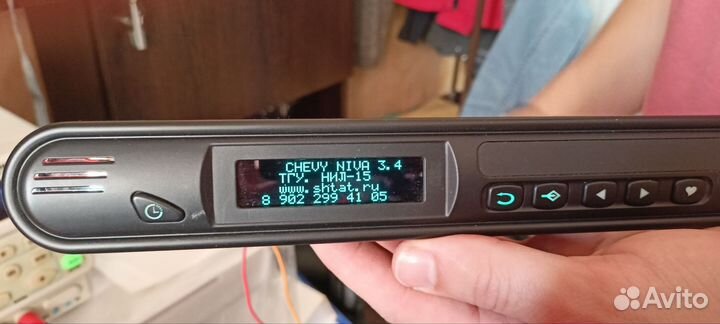 CHEVY NIVA 3.4
ТГУ. НИЛ-15
www.shtat.ru
8 902 299 41 05
Avito